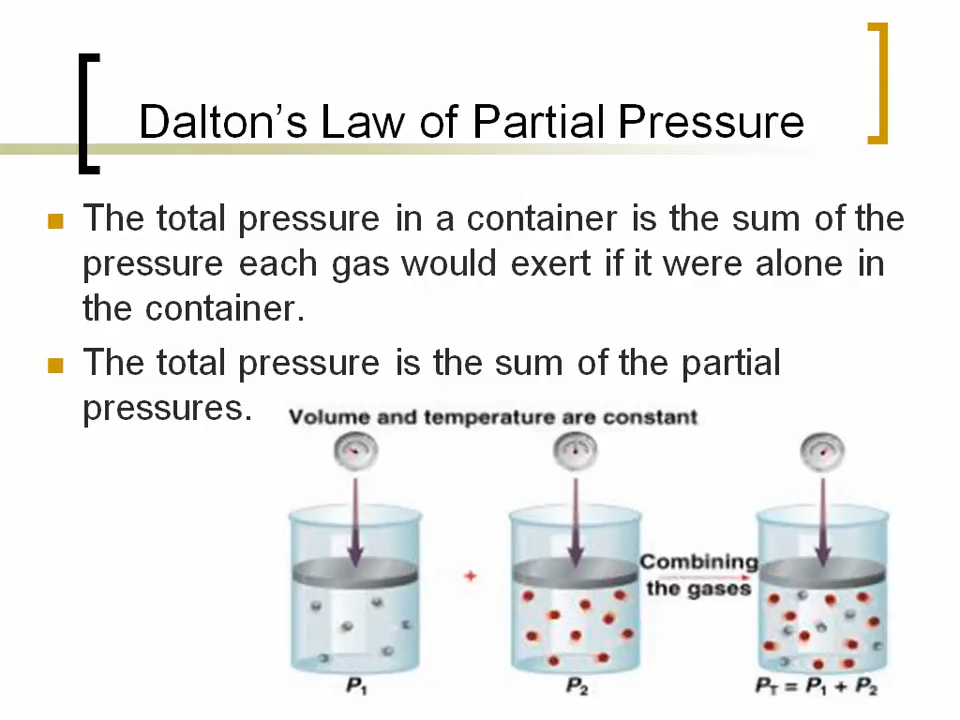 Dalton’s Law of Partial Pressure
The total pressure in a container is the sum of the
pressure each gas would exert if it were alone in
the container.
The total pressure is the sum of the partial
pressures.
Volume and temperature are constant
+
Combining
the gases
P₁
P₂
P_T = P₁ + P₂